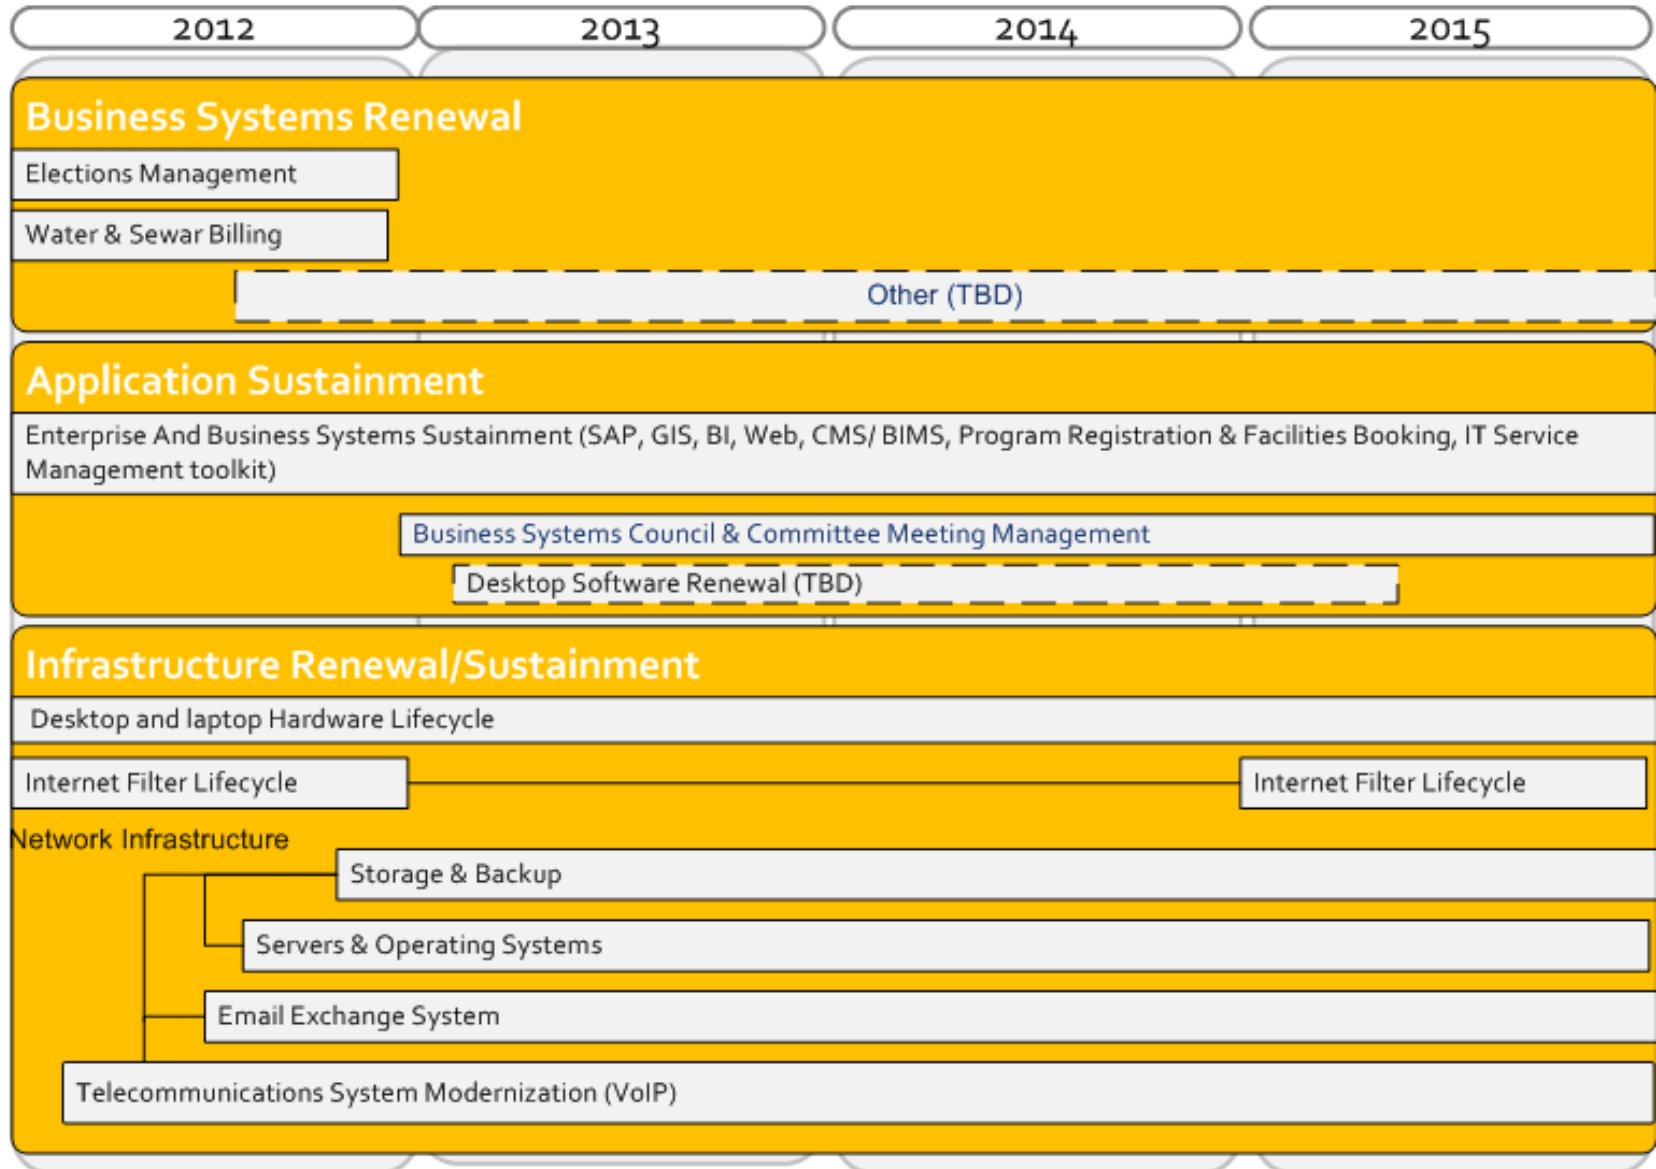 2012 2013 2014 2015
Business Systems Renewal
Elections Management
Water & Sewar Billing
Other (TBD)
Application Sustainment
Enterprise And Business Systems Sustainment (SAP, GIS, BI, Web, CMS/ BIMS, Program Registration & Facilities Booking, IT Service
Management toolkit)
Business Systems Council & Committee Meeting Management
Desktop Software Renewal (TBD)
Infrastructure Renewal/Sustainment
Desktop and laptop Hardware Lifecycle
Internet Filter Lifecycle Internet Filter Lifecycle
Network Infrastructure
Storage & Backup
Servers & Operating Systems
Email Exchange System
Telecommunications System Modernization (VoIP)